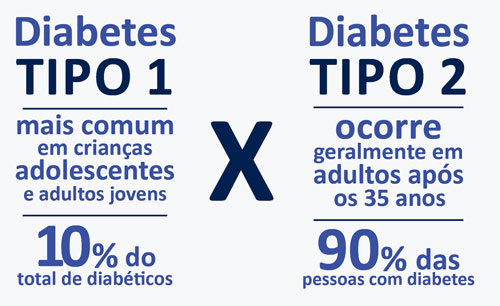 Diabetes
TIPO 1
mais comum
em crianças
adolescentes
e adultos jovens
10% do
total de diabéticos
X
Diabetes
TIPO 2
ocorre
geralmente em
adultos após
os 35 anos
90% das
pessoas com diabetes